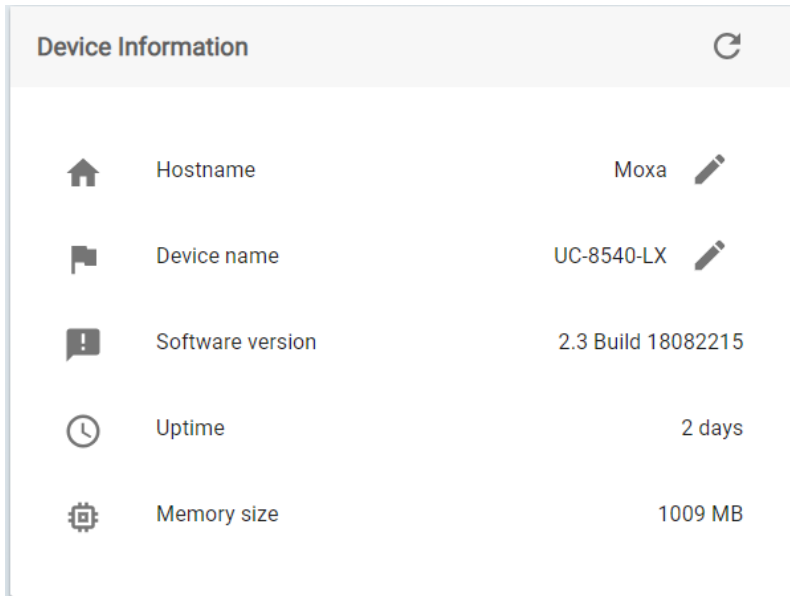 Device Information
Hostname Moxa
Device name UC-8540-LX
Software version 2.3 Build 18082215
Uptime 2 days
Memory size 1009 MB